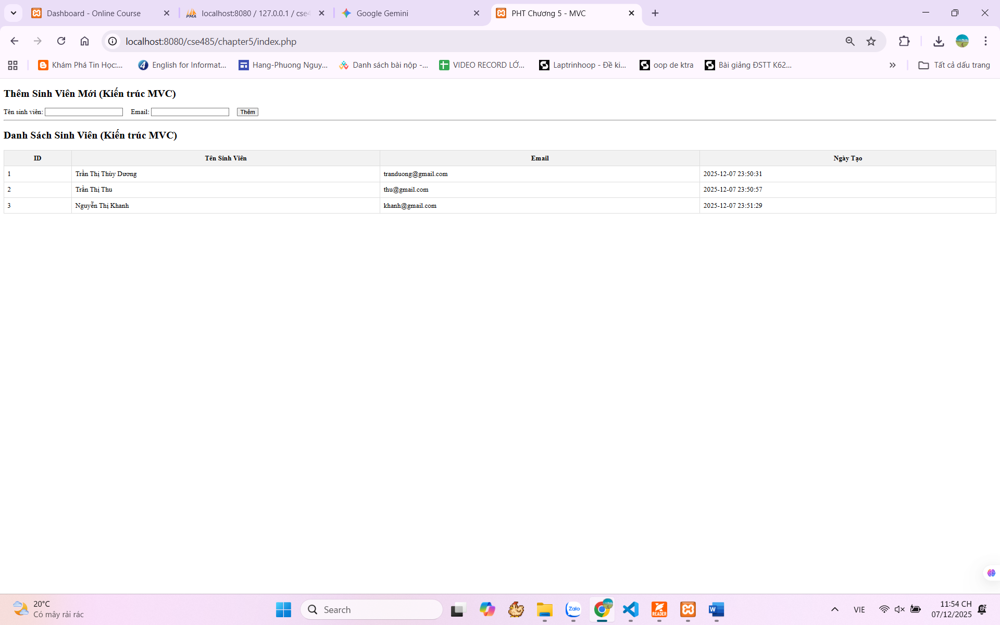 Dashboard - Online Course
localhost:8080 / 127.0.0.1 / cse4
Google Gemini
PHT Chương 5 - MVC
localhost:8080/cse485/chapter5/index.php
Khám Phá Tin Học:...
English for Informat...
Hang-Phuong Nguy...
Danh sách bài nộp -...
VIDEO RECORD LỚ...
Laptrinhoop - Đề ki...
oop de ktra
Bài giảng ĐSTT K62...
Tất cả dấu trang
Thêm Sinh Viên Mới (Kiến trúc MVC)
Tên sinh viên: Email: Thêm
Danh Sách Sinh Viên (Kiến trúc MVC)
ID Tên Sinh Viên Email Ngày Tạo
1 Trần Thị Thùy Dương tranduong@gmail.com 2025-12-07 23:50:31
2 Trần Thị Thu thu@gmail.com 2025-12-07 23:50:57
3 Nguyễn Thị Khanh khanh@gmail.com 2025-12-07 23:51:29
20°C
Có mây rải rác
Search
Zalo
READER
W
VIE
11:54 CH
07/12/2025